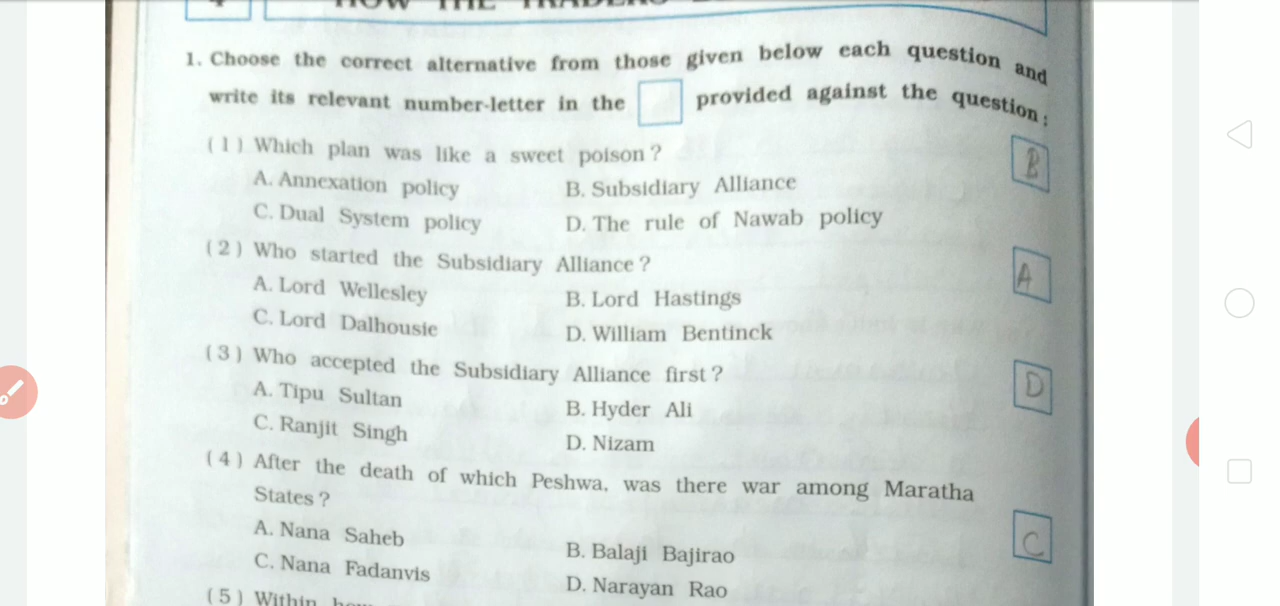 1. Choose the correct alternative from those given below each question and
write its relevant number-letter in the provided against the question :
( 1 ) Which plan was like a sweet poison ? B
A. Annexation policy B. Subsidiary Alliance
C. Dual System policy D. The rule of Nawab policy
( 2 ) Who started the Subsidiary Alliance ? A
A. Lord Wellesley B. Lord Hastings
C. Lord Dalhousie D. William Bentinck
( 3 ) Who accepted the Subsidiary Alliance first ? D
A. Tipu Sultan B. Hyder Ali
C. Ranjit Singh D. Nizam
( 4 ) After the death of which Peshwa, was there war among Maratha
States ? C
A. Nana Saheb B. Balaji Bajirao
C. Nana Fadanvis D. Narayan Rao
( 5 ) Within